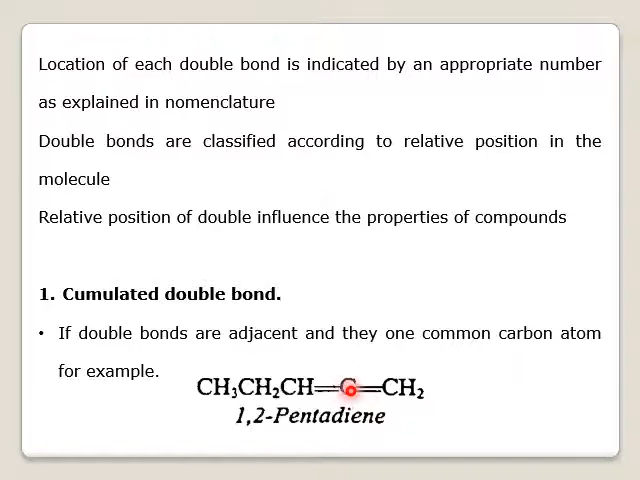 Location of each double bond is indicated by an appropriate number
as explained in nomenclature
Double bonds are classified according to relative position in the
molecule
Relative position of double influence the properties of compounds
1. Cumulated double bond.
• If double bonds are adjacent and they one common carbon atom
for example.
CH₃CH₂CH=C=CH₂
1,2-Pentadiene